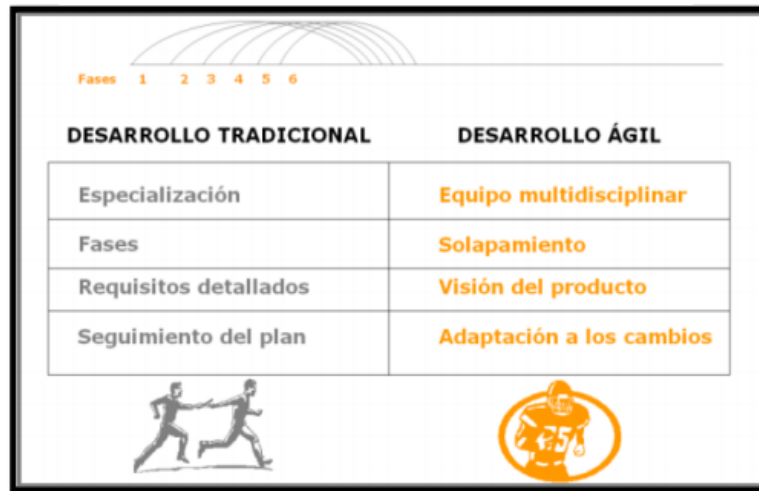 Fases 1 2 3 4 5 6
DESARROLLO TRADICIONAL DESARROLLO ÁGIL
Especialización Equipo multidisciplinar
Fases Solapamiento
Requisitos detallados Visión del producto
Seguimiento del plan Adaptación a los cambios
75